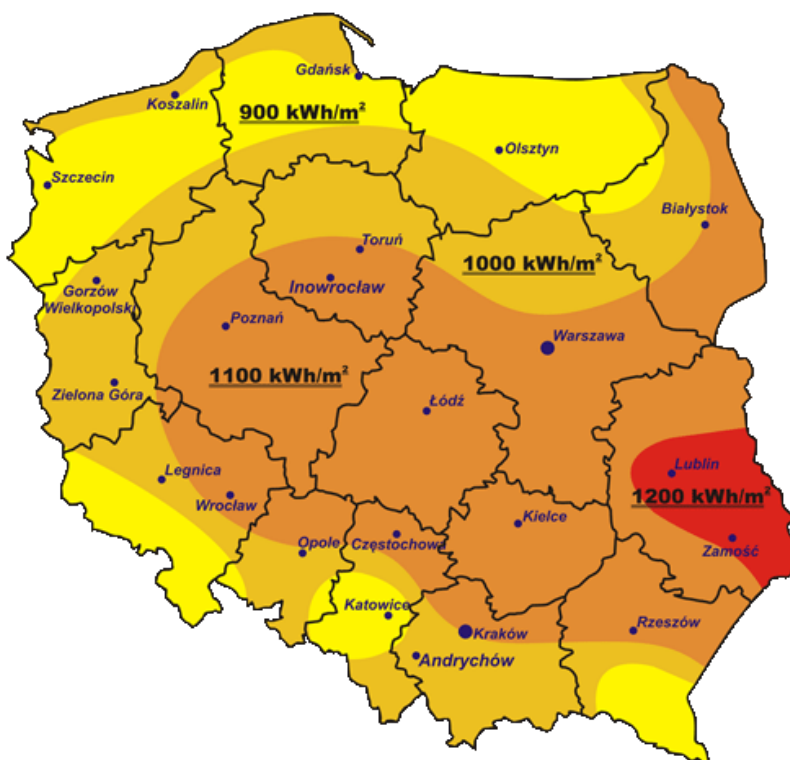 Gdańsk
Koszalin
900 kWh/m²
Olsztyn
Szczecin
Białystok
Toruń
1000 kWh/m²
Gorzów
Wielkopolski
Inowrocław
Poznań
Warszawa
1100 kWh/m²
Zielona Góra
Łódź
Legnica
Lublin
Wrocław
1200 kWh/m²
Kielce
Opole
Częstochowa
Zamość
Katowice
Kraków
Rzeszów
Andrychów